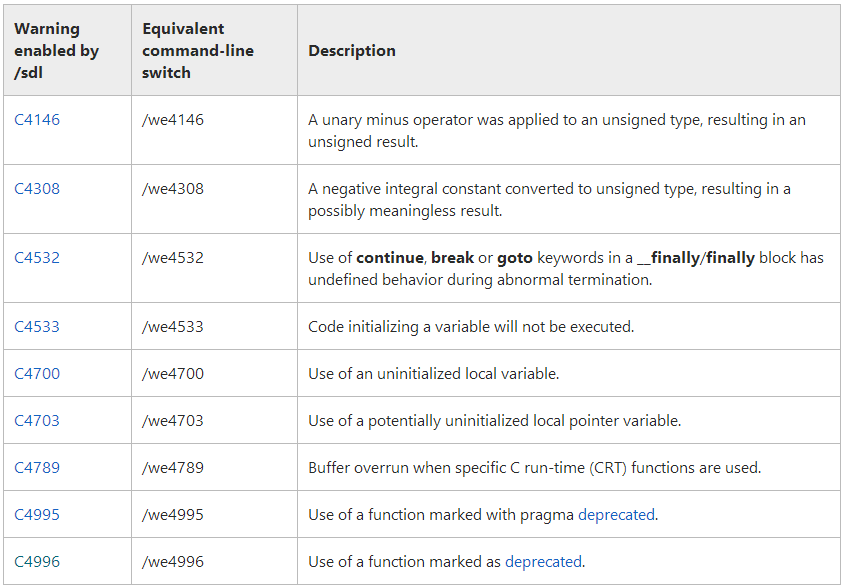 Warning
enabled by
/sdl
Equivalent
command-line
switch
Description
C4146
/we4146
A unary minus operator was applied to an unsigned type, resulting in an
unsigned result.
C4308
/we4308
A negative integral constant converted to unsigned type, resulting in a
possibly meaningless result.
C4532
/we4532
Use of continue, break or goto keywords in a __finally/finally block has
undefined behavior during abnormal termination.
C4533
/we4533
Code initializing a variable will not be executed.
C4700
/we4700
Use of an uninitialized local variable.
C4703
/we4703
Use of a potentially uninitialized local pointer variable.
C4789
/we4789
Buffer overrun when specific C run-time (CRT) functions are used.
C4995
/we4995
Use of a function marked with pragma deprecated.
C4996
/we4996
Use of a function marked as deprecated.